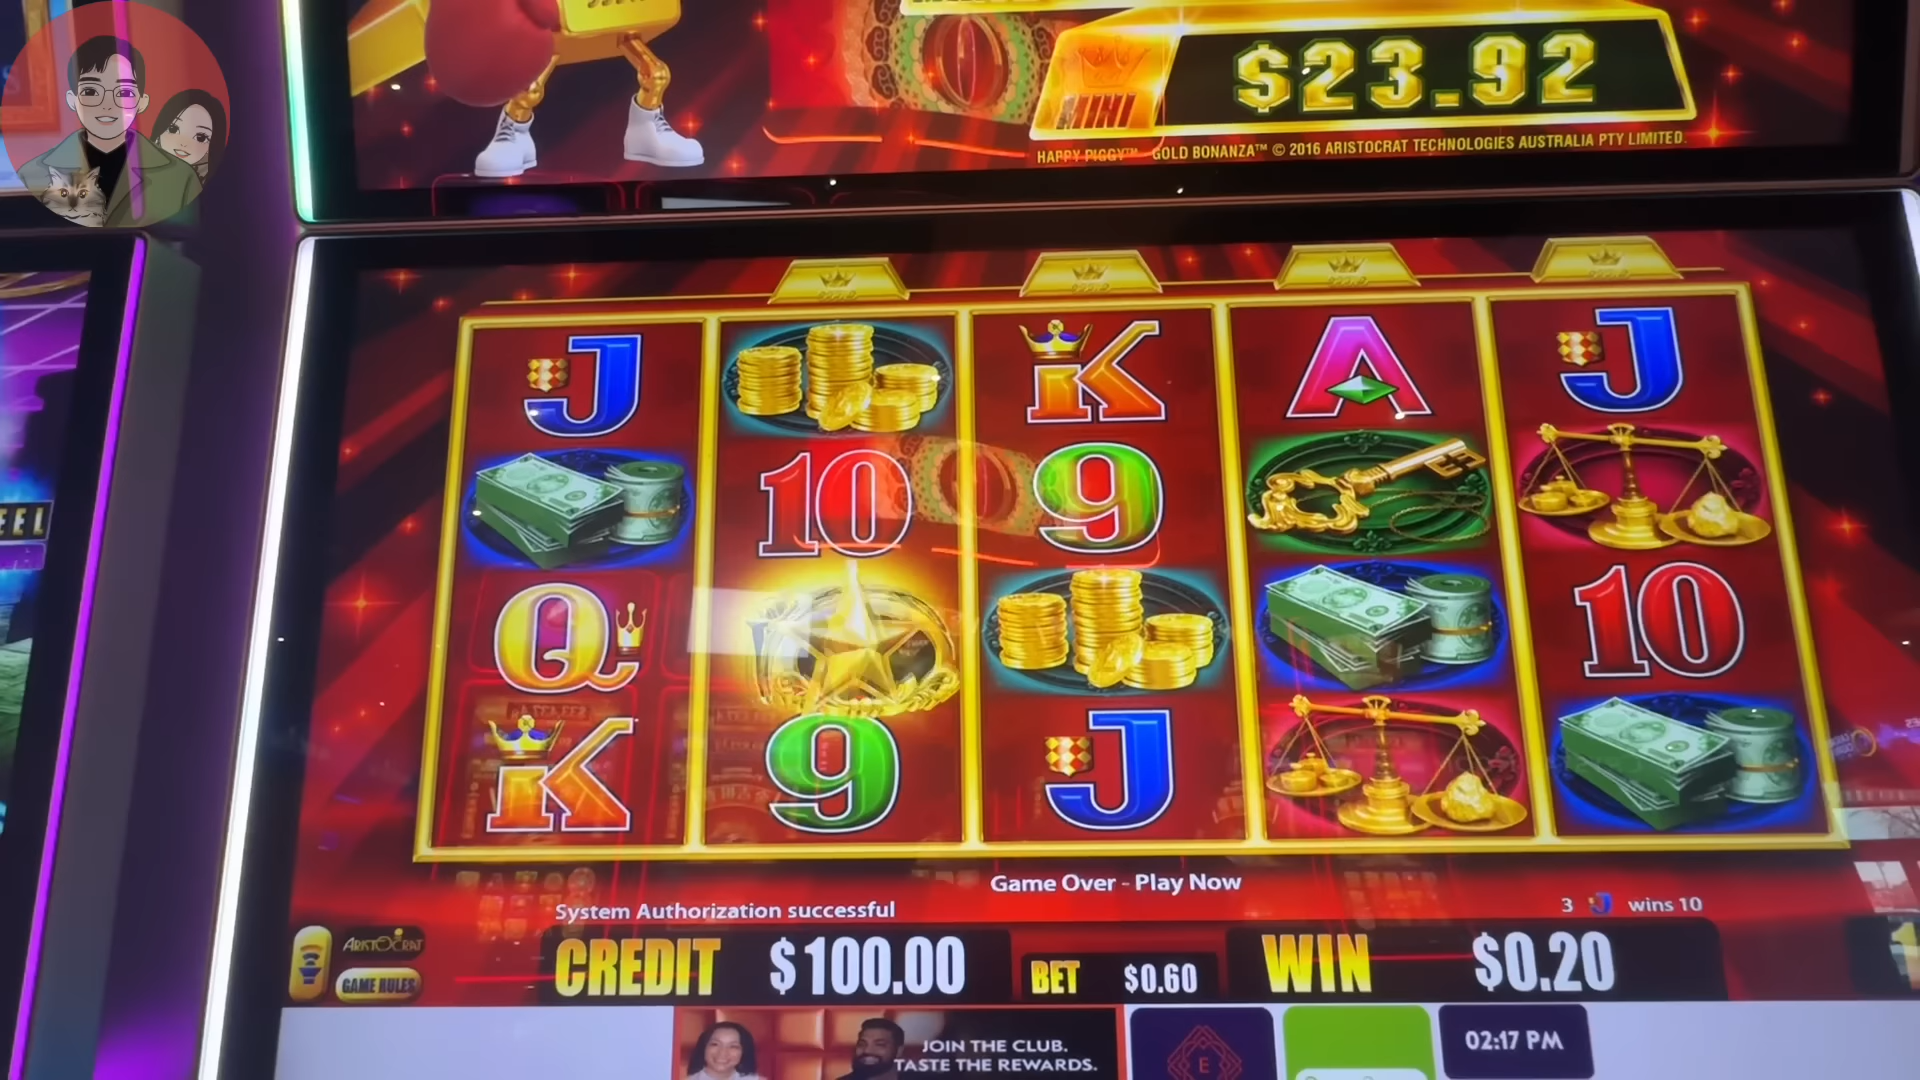 $23.92
MINI
HAPPY PIGGY™ GOLD BONANZA™ © 2016 ARISTOCRAT TECHNOLOGIES AUSTRALIA PTY LIMITED.
J K A J
10 9
EEL
Q 10
K 9 J
Game Over - Play Now
System Authorization successful
3 J wins 10
ARISTOCRAT
GAME RULES
CREDIT $100.00 BET $0.60 WIN $0.20
JOIN THE CLUB.
TASTE THE REWARDS.
E
02:17 PM